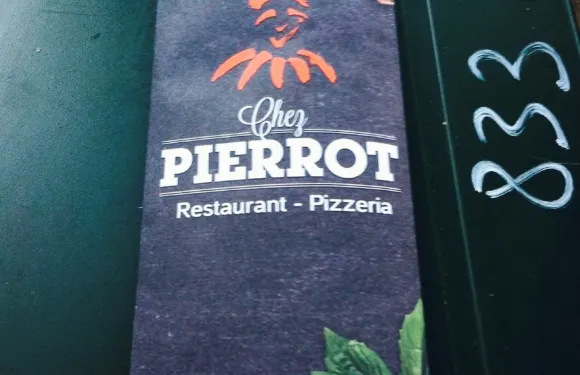 Chez
PIERROT
Restaurant - Pizzeria
833